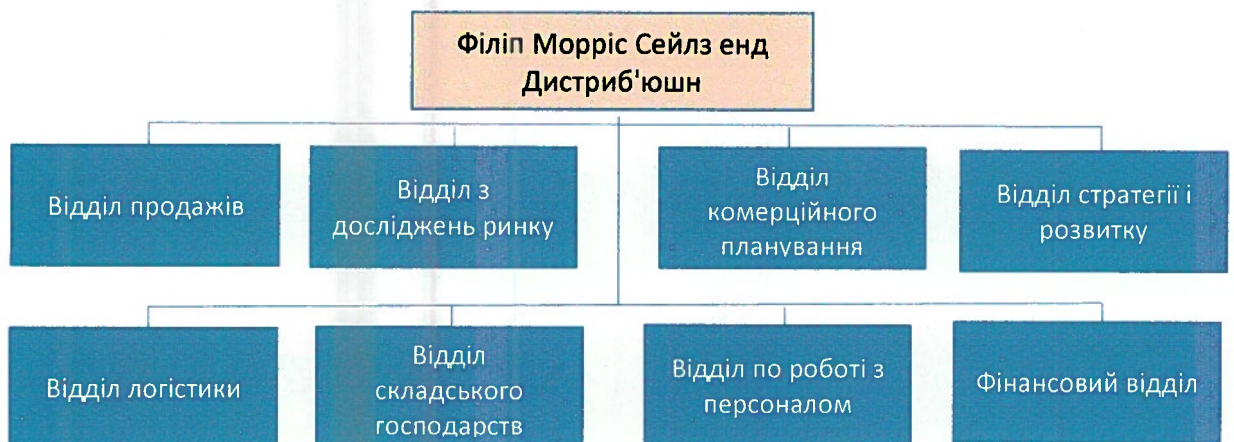 Філіп Морріс Сейлз енд
Дистриб'юшн
Відділ продажів
Відділ з
досліджень ринку
Відділ
комерційного
планування
Відділ стратегії і
розвитку
Відділ логістики
Відділ
складського
господарств
Відділ по роботі з
персоналом
Фінансовий відділ